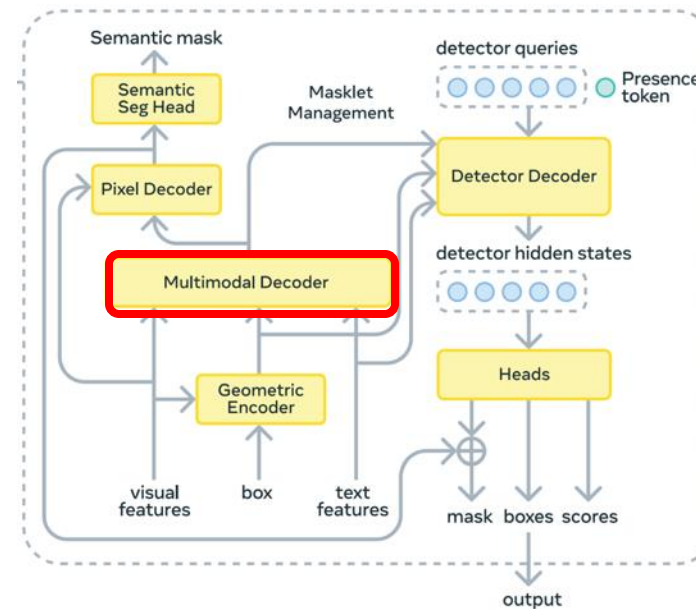 Semantic mask
Semantic
Seg Head
Pixel Decoder
Masklet
Management
detector queries
Presence
token
Detector Decoder
Multimodal Decoder
detector hidden states
Geometric
Encoder
Heads
visual
features
box
text
features
mask boxes scores
output